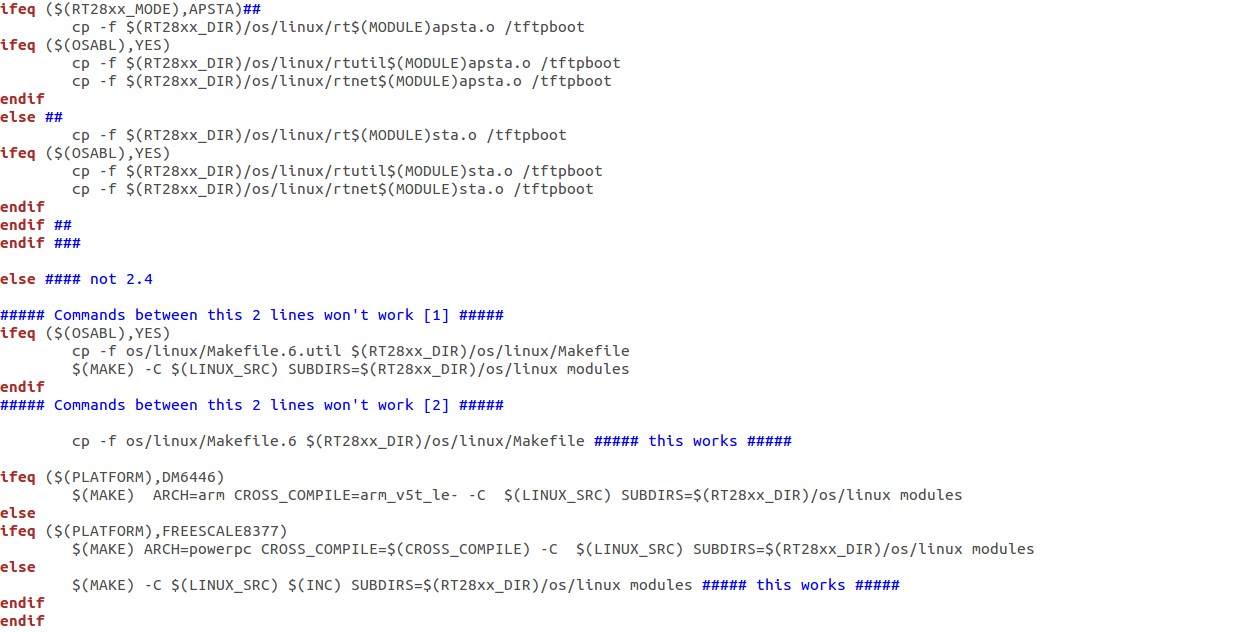 ifeq ($(RT28xx_MODE),APSTA)##
        cp -f $(RT28xx_DIR)/os/linux/rt$(MODULE)apsta.o /tftpboot
ifeq ($(OSABL),YES)
        cp -f $(RT28xx_DIR)/os/linux/rtutil$(MODULE)apsta.o /tftpboot
        cp -f $(RT28xx_DIR)/os/linux/rtnet$(MODULE)apsta.o /tftpboot
endif
else ##
        cp -f $(RT28xx_DIR)/os/linux/rt$(MODULE)sta.o /tftpboot
ifeq ($(OSABL),YES)
        cp -f $(RT28xx_DIR)/os/linux/rtutil$(MODULE)sta.o /tftpboot
        cp -f $(RT28xx_DIR)/os/linux/rtnet$(MODULE)sta.o /tftpboot
endif
endif ##
endif ###

else #### not 2.4

##### Commands between this 2 lines won't work [1] #####
ifeq ($(OSABL),YES)
        cp -f os/linux/Makefile.6.util $(RT28xx_DIR)/os/linux/Makefile
        $(MAKE) -C $(LINUX_SRC) SUBDIRS=$(RT28xx_DIR)/os/linux modules
endif
##### Commands between this 2 lines won't work [2] #####

        cp -f os/linux/Makefile.6 $(RT28xx_DIR)/os/linux/Makefile ##### this works #####

ifeq ($(PLATFORM),DM6446)
        $(MAKE)  ARCH=arm CROSS_COMPILE=arm_v5t_le- -C  $(LINUX_SRC) SUBDIRS=$(RT28xx_DIR)/os/linux modules
else
ifeq ($(PLATFORM),FREESCALE8377)
        $(MAKE) ARCH=powerpc CROSS_COMPILE=$(CROSS_COMPILE) -C  $(LINUX_SRC) SUBDIRS=$(RT28xx_DIR)/os/linux modules
else
        $(MAKE) -C $(LINUX_SRC) $(INC) SUBDIRS=$(RT28xx_DIR)/os/linux modules ##### this works #####
endif
endif